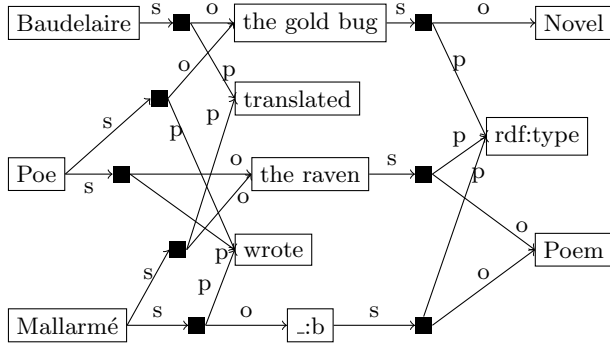 Baudelaire s o the gold bug s o Novel
p p
o translated
s p
p rdf:type
p p
Poe s o the raven s
o
o
s p wrote Poem
p o
Mallarmé s o _:b s